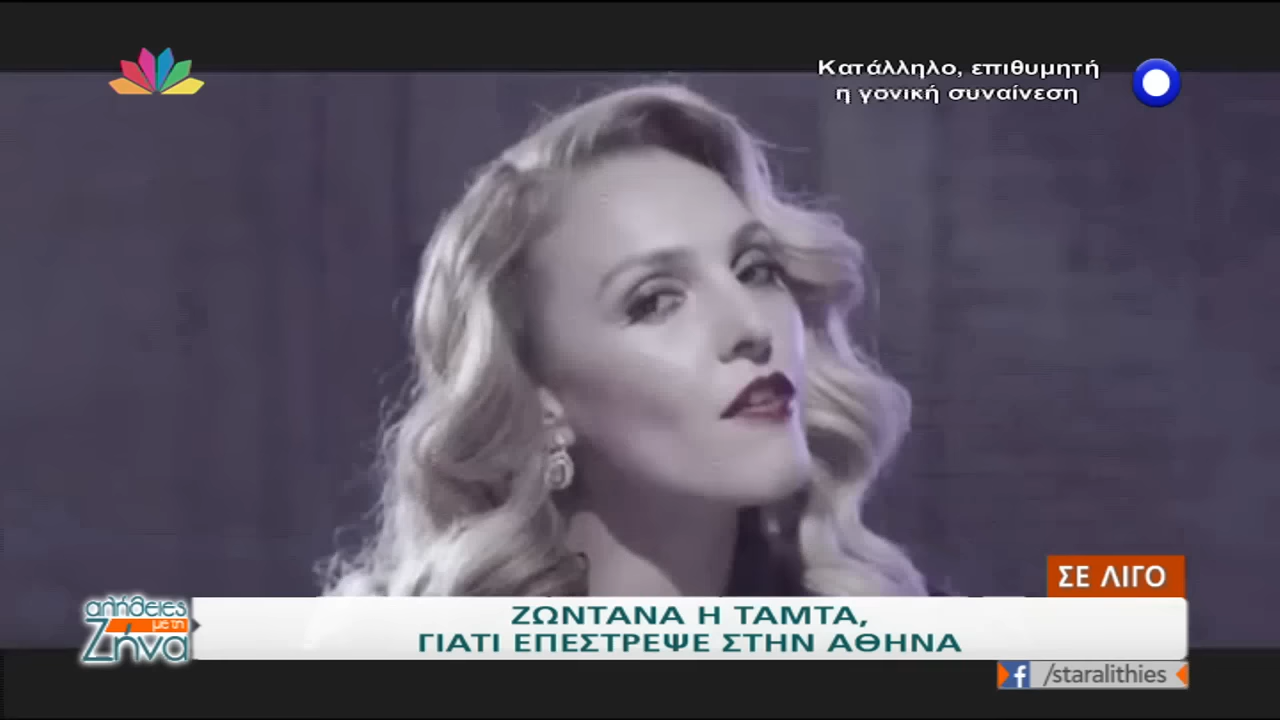 Κατάλληλο, επιθυμητή
η γονική συναίνεση
ΣΕ ΛΙΓΟ
αλήθειες
με τη
Ζήνα
ΖΩΝΤΑΝΑ Η ΤΑΜΤΑ,
ΓΙΑΤΙ ΕΠΕΣΤΡΕΨΕ ΣΤΗΝ ΑΘΗΝΑ
f /staralithies